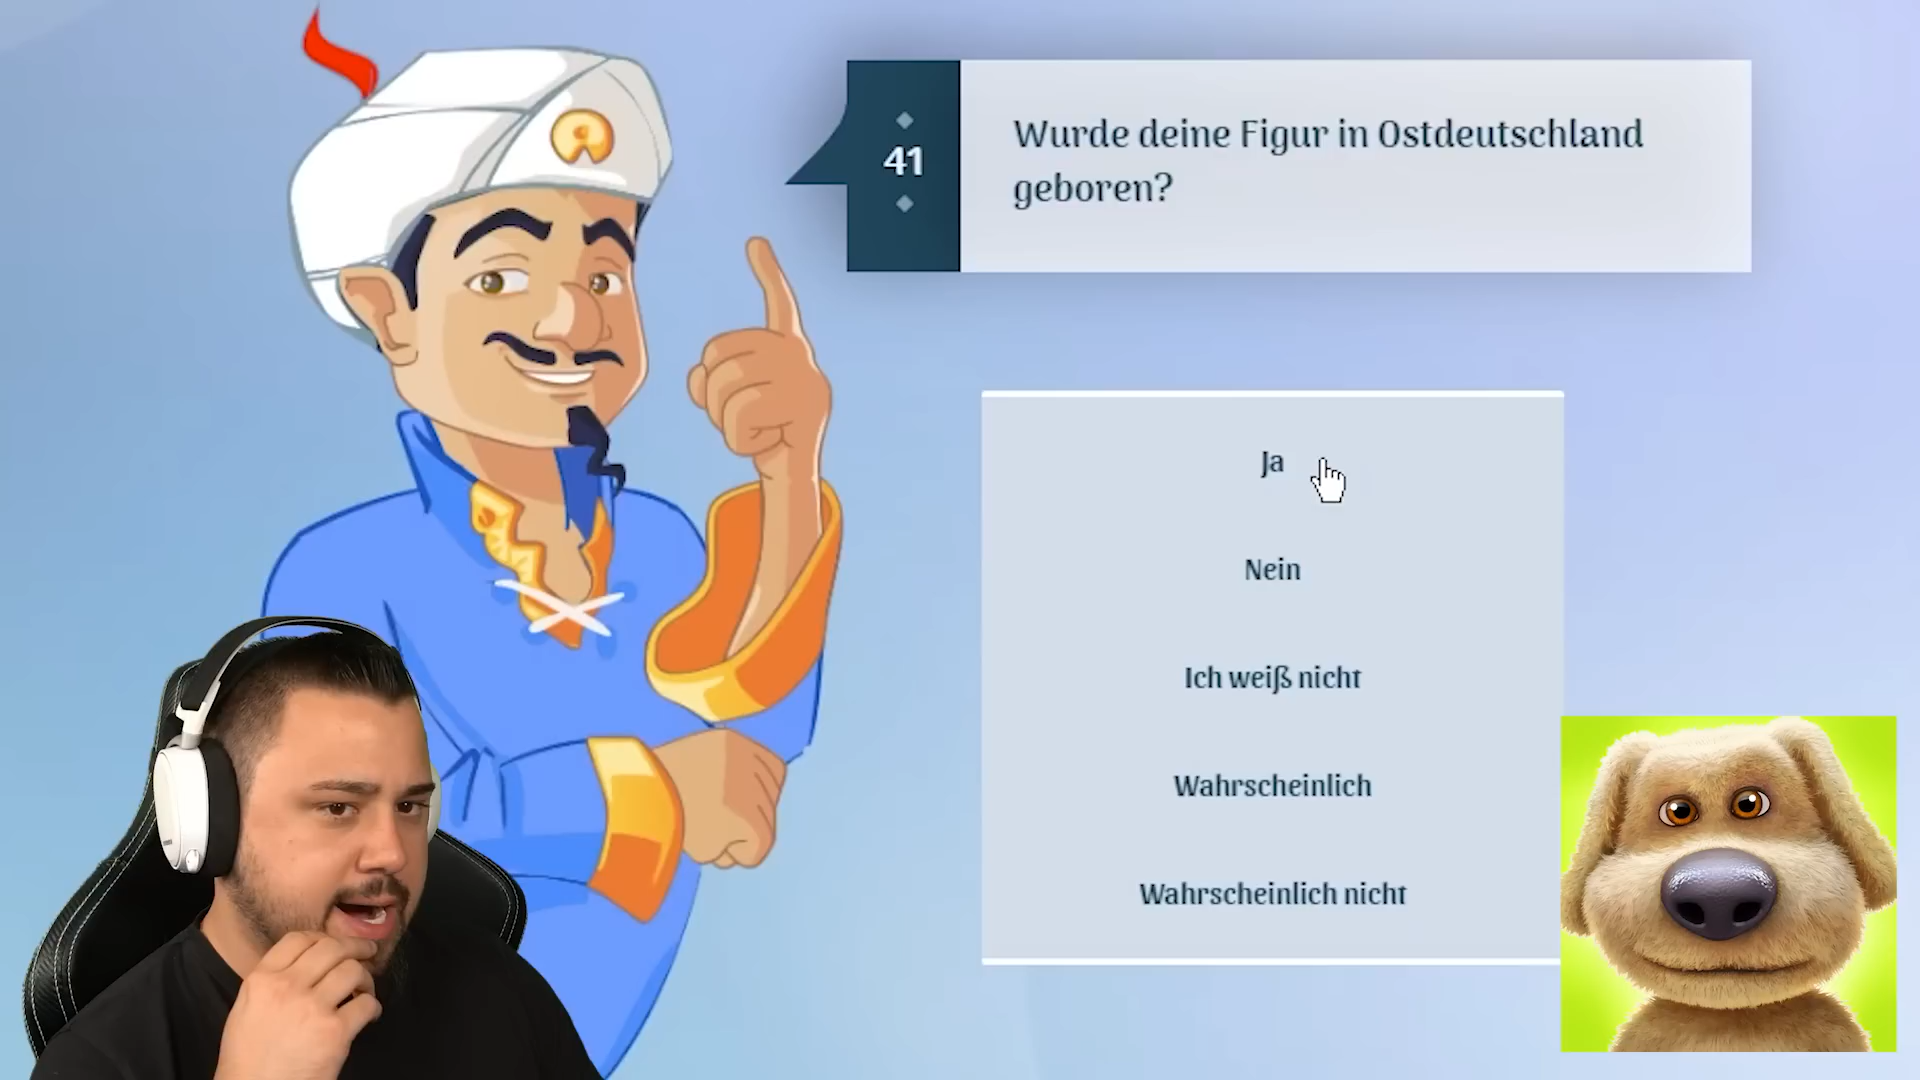 41
Wurde deine Figur in Ostdeutschland
geboren?
Ja
Nein
Ich weiß nicht
Wahrscheinlich
Wahrscheinlich nicht